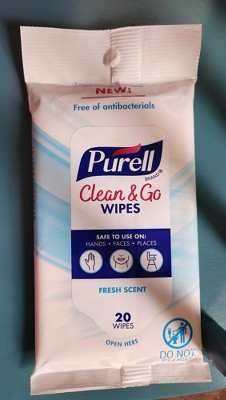 NEW!
Free of antibacterials
Purell
BRAND®
Clean & Go
WIPES
SAFE TO USE ON:
HANDS • FACES • PLACES
FRESH SCENT
20
WIPES
OPEN HERE
DO NOT